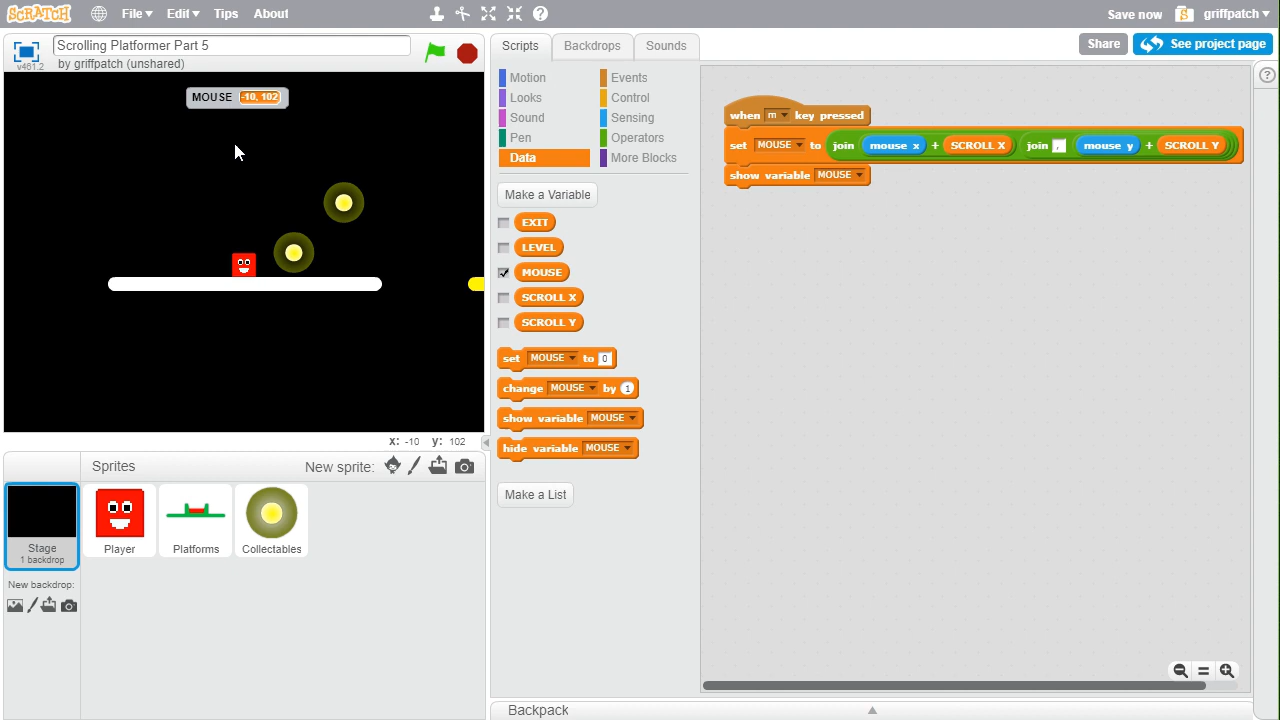 SCRATCH File Edit Tips About Save now griffpatch
Scrolling Platformer Part 5
by griffpatch (unshared)
v461.2
Scripts Backdrops Sounds
Share See project page
MOUSE -10, 102
Motion Events
Looks Control
Sound Sensing
Pen Operators
Data More Blocks
Make a Variable
EXIT
LEVEL
MOUSE
SCROLL X
SCROLL Y
set MOUSE to 0
change MOUSE by 1
show variable MOUSE
hide variable MOUSE
Make a List
when m key pressed
set MOUSE to join mouse x + SCROLL X join , mouse y + SCROLL Y
show variable MOUSE
x: -10 y: 102
Sprites New sprite:
Stage
1 backdrop
Player Platforms Collectables
New backdrop:
Backpack